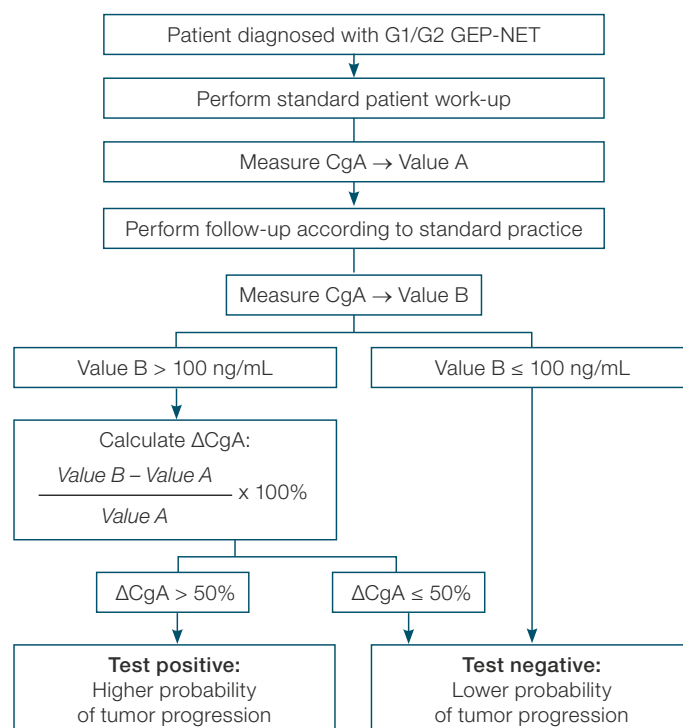 Patient diagnosed with G1/G2 GEP-NET
Perform standard patient work-up
Measure CgA → Value A
Perform follow-up according to standard practice
Measure CgA → Value B
Value B > 100 ng/mL
Value B ≤ 100 ng/mL
Calculate ΔCgA:
Value B – Value A
x 100%
Value A
ΔCgA > 50%
ΔCgA ≤ 50%
Test positive:
Higher probability
of tumor progression
Test negative:
Lower probability
of tumor progression